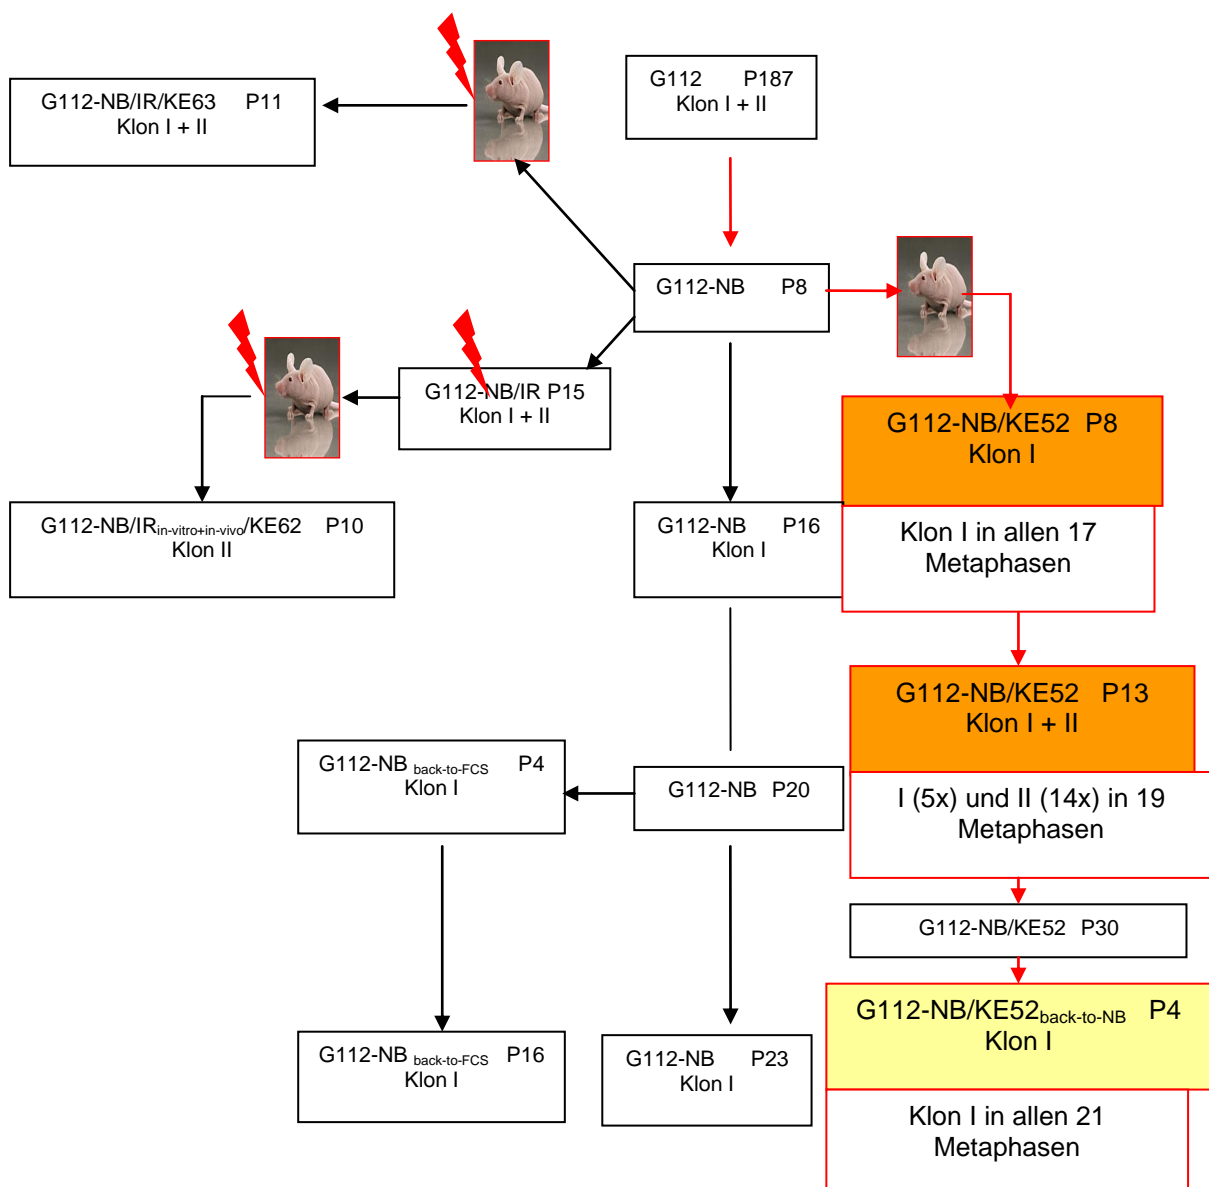 G112 P187
Klon I + II
G112-NB/IR/KE63 P11
Klon I + II
G112-NB P8
G112-NB/IR P15
Klon I + II
G112-NB/KE52 P8
Klon I
Klon I in allen 17
Metaphasen
G112-NB/IRin-vitro+in-vivo/KE62 P10
Klon II
G112-NB P16
Klon I
G112-NB/KE52 P13
Klon I + II
I (5x) und II (14x) in 19
Metaphasen
G112-NB back-to-FCS P4
Klon I
G112-NB P20
G112-NB/KE52 P30
G112-NB/KE52back-to-NB P4
Klon I
Klon I in allen 21
Metaphasen
G112-NB back-to-FCS P16
Klon I
G112-NB P23
Klon I